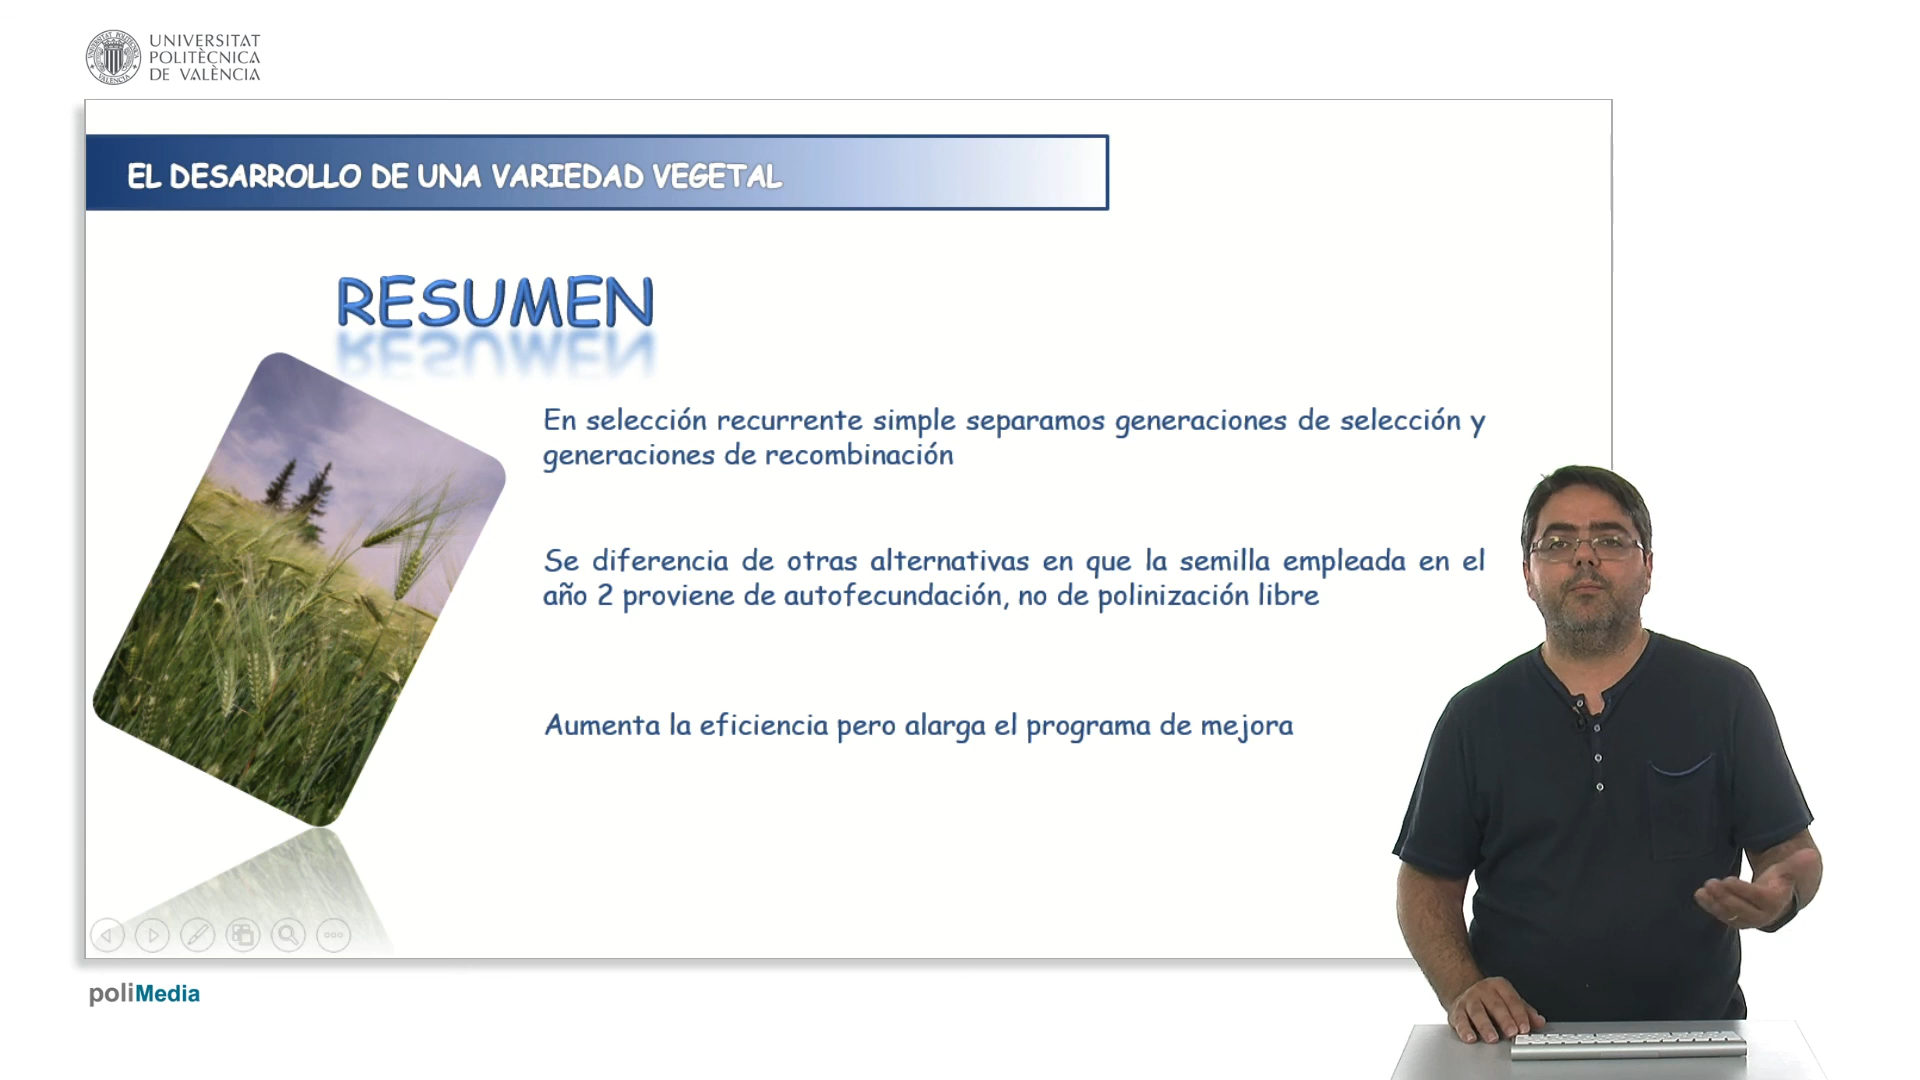 UNIVERSITAT
POLITÈCNICA
DE VALÈNCIA
EL DESARROLLO DE UNA VARIEDAD VEGETAL
RESUMEN
En selección recurrente simple separamos generaciones de selección y
generaciones de recombinación
Se diferencia de otras alternativas en que la semilla empleada en el
año 2 proviene de autofecundación, no de polinización libre
Aumenta la eficiencia pero alarga el programa de mejora
poliMedia